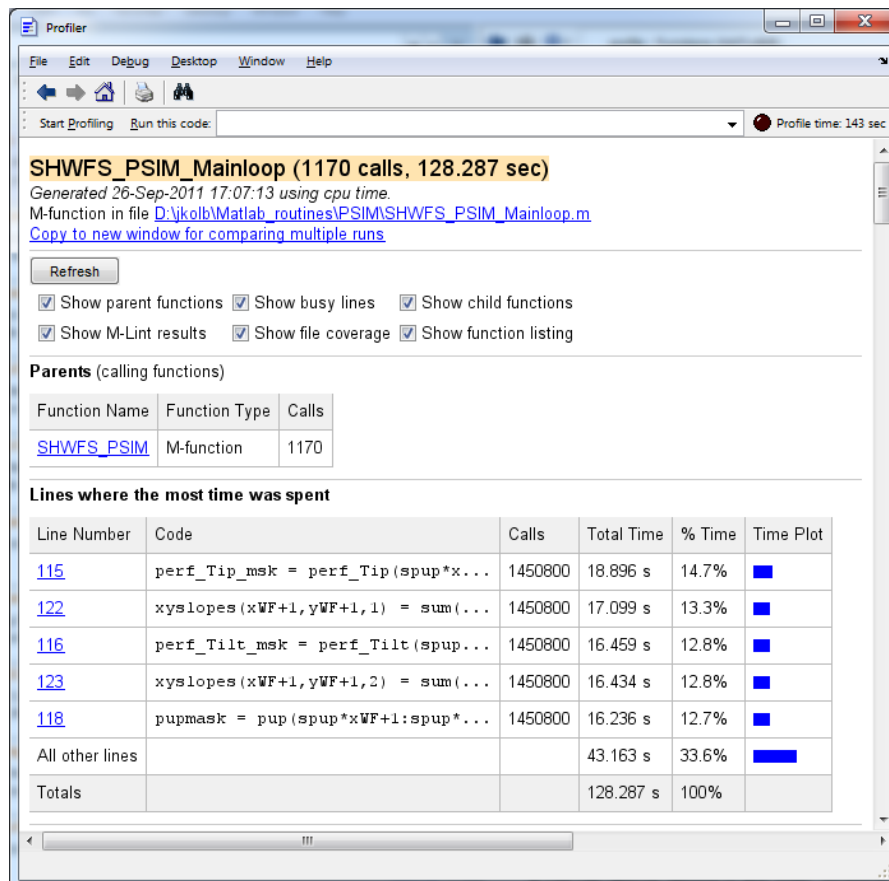 Profiler
File Edit Debug Desktop Window Help
Start Profiling Run this code: Profile time: 143 sec
SHWFS_PSIM_Mainloop (1170 calls, 128.287 sec)
Generated 26-Sep-2011 17:07:13 using cpu time.
M-function in file D:\jkolb\Matlab_routines\PSIM\SHWFS_PSIM_Mainloop.m
Copy to new window for comparing multiple runs
Refresh
Show parent functions Show busy lines Show child functions
Show M-Lint results Show file coverage Show function listing
Parents (calling functions)
Function Name Function Type Calls
SHWFS_PSIM M-function 1170
Lines where the most time was spent
Line Number Code Calls Total Time % Time Time Plot
115 perf_Tip_msk = perf_Tip(spup*x... 1450800 18.896 s 14.7%
122 xyslopes(xWF+1,yWF+1,1) = sum(... 1450800 17.099 s 13.3%
116 perf_Tilt_msk = perf_Tilt(spup... 1450800 16.459 s 12.8%
123 xyslopes(xWF+1,yWF+1,2) = sum(... 1450800 16.434 s 12.8%
118 pupmask = pup(spup*xWF+1:spup*... 1450800 16.236 s 12.7%
All other lines 43.163 s 33.6%
Totals 128.287 s 100%